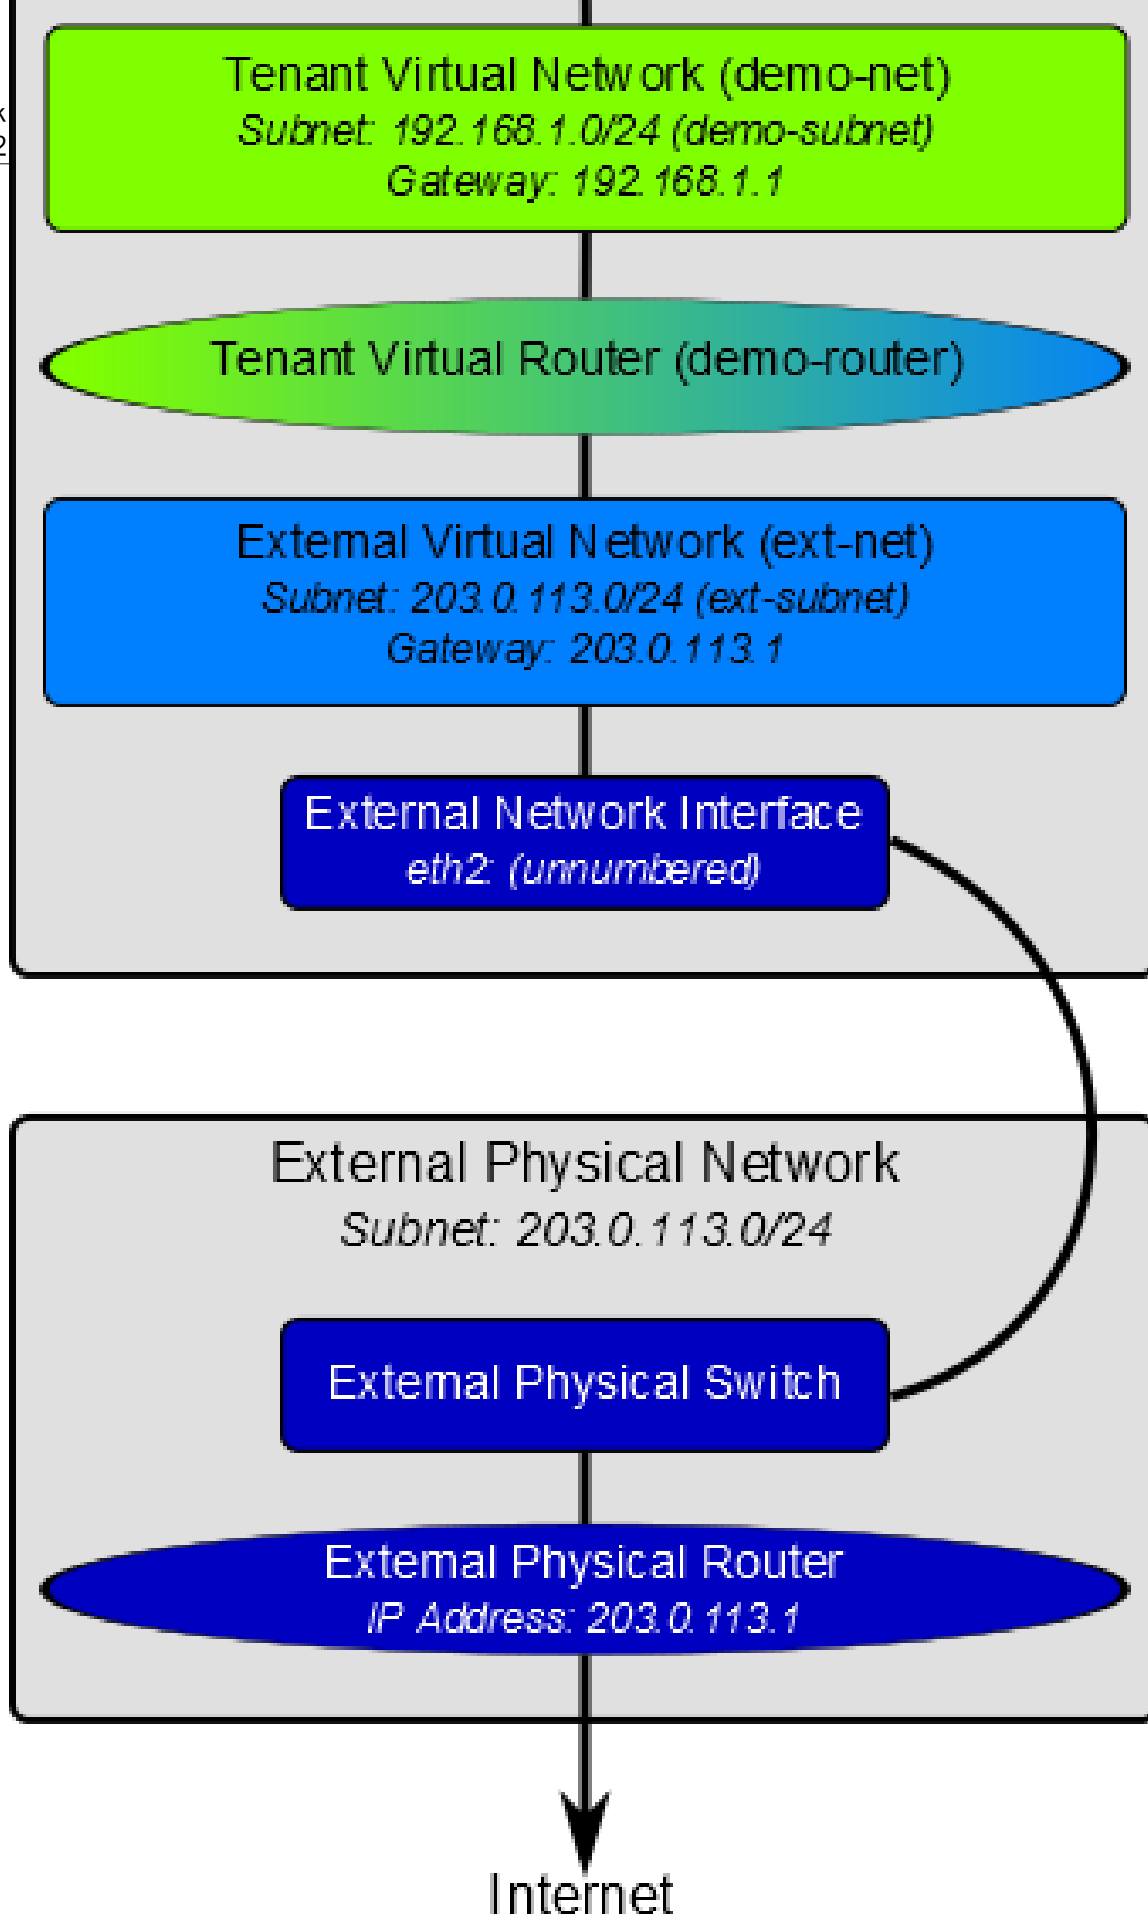 Tenant Virtual Network (demo-net)
Subnet: 192.168.1.0/24 (demo-subnet)
Gateway: 192.168.1.1
k
2
Tenant Virtual Router (demo-router)
External Virtual Network (ext-net)
Subnet: 203.0.113.0/24 (ext-subnet)
Gateway: 203.0.113.1
External Network Interface
eth2: (unnumbered)
External Physical Network
Subnet: 203.0.113.0/24
External Physical Switch
External Physical Router
IP Address: 203.0.113.1
Internet